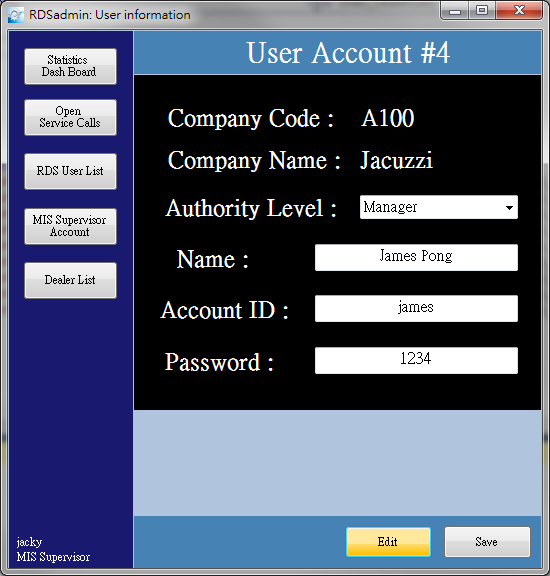 RDSadmin: User information
Statistics
Dash Board
Open
Service Calls
RDS User List
MIS Supervisor
Account
Dealer List
jacky
MIS Supervisor
User Account #4
Company Code : A100
Company Name : Jacuzzi
Authority Level : Manager
Name : James Pong
Account ID : james
Password : 1234
Edit
Save